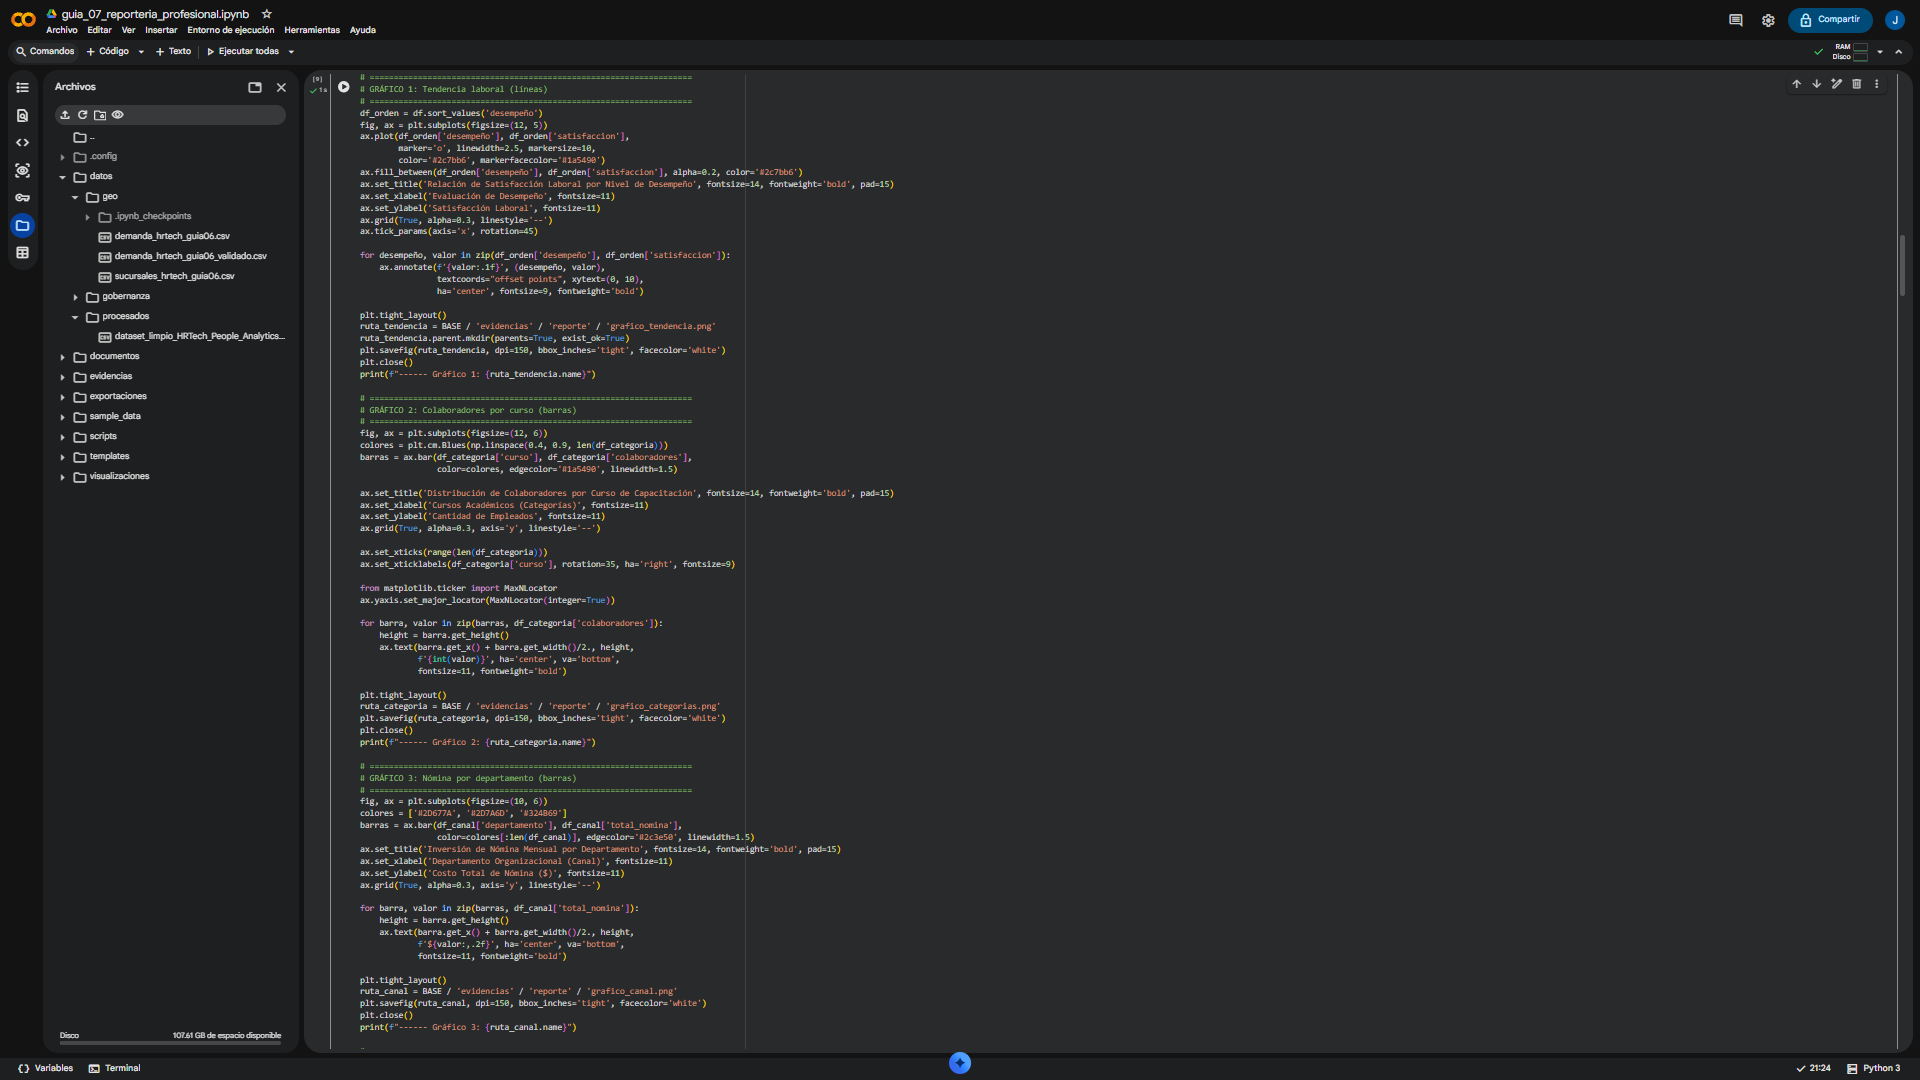 guia_07_reporteria_profesional.ipynb
Archivo Editar Ver Insertar Entorno de ejecución Herramientas Ayuda
Compartir
J
Comandos + Código + Texto Ejecutar todas
RAM
Disco
Archivos
..
.config
datos
geo
.ipynb_checkpoints
demanda_hrtech_guia06.csv
demanda_hrtech_guia06_validado.csv
sucursales_hrtech_guia06.csv
gobernanza
procesados
dataset_limpio_HRTech_People_Analytics...
documentos
evidencias
exportaciones
sample_data
scripts
templates
visualizaciones
Disco 107.61 GB de espacio disponible
[9]
1s
# ===================================================================
# GRÁFICO 1: Tendencia laboral (líneas)
# ===================================================================
df_orden = df.sort_values('desempeño')
fig, ax = plt.subplots(figsize=(12, 5))
ax.plot(df_orden['desempeño'], df_orden['satisfaccion'],
marker='o', linewidth=2.5, markersize=10,
color='#2c7bb6', markerfacecolor='#1a5490')
ax.fill_between(df_orden['desempeño'], df_orden['satisfaccion'], alpha=0.2, color='#2c7bb6')
ax.set_title('Relación de Satisfacción Laboral por Nivel de Desempeño', fontsize=14, fontweight='bold', pad=15)
ax.set_xlabel('Evaluación de Desempeño', fontsize=11)
ax.set_ylabel('Satisfacción Laboral', fontsize=11)
ax.grid(True, alpha=0.3, linestyle='--')
ax.tick_params(axis='x', rotation=45)
for desempeño, valor in zip(df_orden['desempeño'], df_orden['satisfaccion']):
ax.annotate(f'{valor:.1f}', (desempeño, valor),
textcoords="offset points", xytext=(0, 10),
ha='center', fontsize=9, fontweight='bold')
plt.tight_layout()
ruta_tendencia = BASE / 'evidencias' / 'reporte' / 'grafico_tendencia.png'
ruta_tendencia.parent.mkdir(parents=True, exist_ok=True)
plt.savefig(ruta_tendencia, dpi=150, bbox_inches='tight', facecolor='white')
plt.close()
print(f"------ Gráfico 1: {ruta_tendencia.name}")
# ===================================================================
# GRÁFICO 2: Colaboradores por curso (barras)
# ===================================================================
fig, ax = plt.subplots(figsize=(12, 6))
colores = plt.cm.Blues(np.linspace(0.4, 0.9, len(df_categoria)))
barras = ax.bar(df_categoria['curso'], df_categoria['colaboradores'],
color=colores, edgecolor='#1a5490', linewidth=1.5)
ax.set_title('Distribución de Colaboradores por Curso de Capacitación', fontsize=14, fontweight='bold', pad=15)
ax.set_xlabel('Cursos Académicos (Categorías)', fontsize=11)
ax.set_ylabel('Cantidad de Empleados', fontsize=11)
ax.grid(True, alpha=0.3, axis='y', linestyle='--')
ax.set_xticks(range(len(df_categoria)))
ax.set_xticklabels(df_categoria['curso'], rotation=35, ha='right', fontsize=9)
from matplotlib.ticker import MaxNLocator
ax.yaxis.set_major_locator(MaxNLocator(integer=True))
for barra, valor in zip(barras, df_categoria['colaboradores']):
height = barra.get_height()
ax.text(barra.get_x() + barra.get_width()/2., height,
f'{int(valor)}', ha='center', va='bottom',
fontsize=11, fontweight='bold')
plt.tight_layout()
ruta_categoria = BASE / 'evidencias' / 'reporte' / 'grafico_categorias.png'
plt.savefig(ruta_categoria, dpi=150, bbox_inches='tight', facecolor='white')
plt.close()
print(f"------ Gráfico 2: {ruta_categoria.name}")
# ===================================================================
# GRÁFICO 3: Nómina por departamento (barras)
# ===================================================================
fig, ax = plt.subplots(figsize=(10, 6))
colores = ['#2D677A', '#2D7A6D', '#324B69']
barras = ax.bar(df_canal['departamento'], df_canal['total_nomina'],
color=colores[:len(df_canal)], edgecolor='#2c3e50', linewidth=1.5)
ax.set_title('Inversión de Nómina Mensual por Departamento', fontsize=14, fontweight='bold', pad=15)
ax.set_xlabel('Departamento Organizacional (Canal)', fontsize=11)
ax.set_ylabel('Costo Total de Nómina ($)', fontsize=11)
ax.grid(True, alpha=0.3, axis='y', linestyle='--')
for barra, valor in zip(barras, df_canal['total_nomina']):
height = barra.get_height()
ax.text(barra.get_x() + barra.get_width()/2., height,
f'${valor:,.2f}', ha='center', va='bottom',
fontsize=11, fontweight='bold')
plt.tight_layout()
ruta_canal = BASE / 'evidencias' / 'reporte' / 'grafico_canal.png'
plt.savefig(ruta_canal, dpi=150, bbox_inches='tight', facecolor='white')
plt.close()
print(f"------ Gráfico 3: {ruta_canal.name}")
Variables Terminal
21:24 Python 3